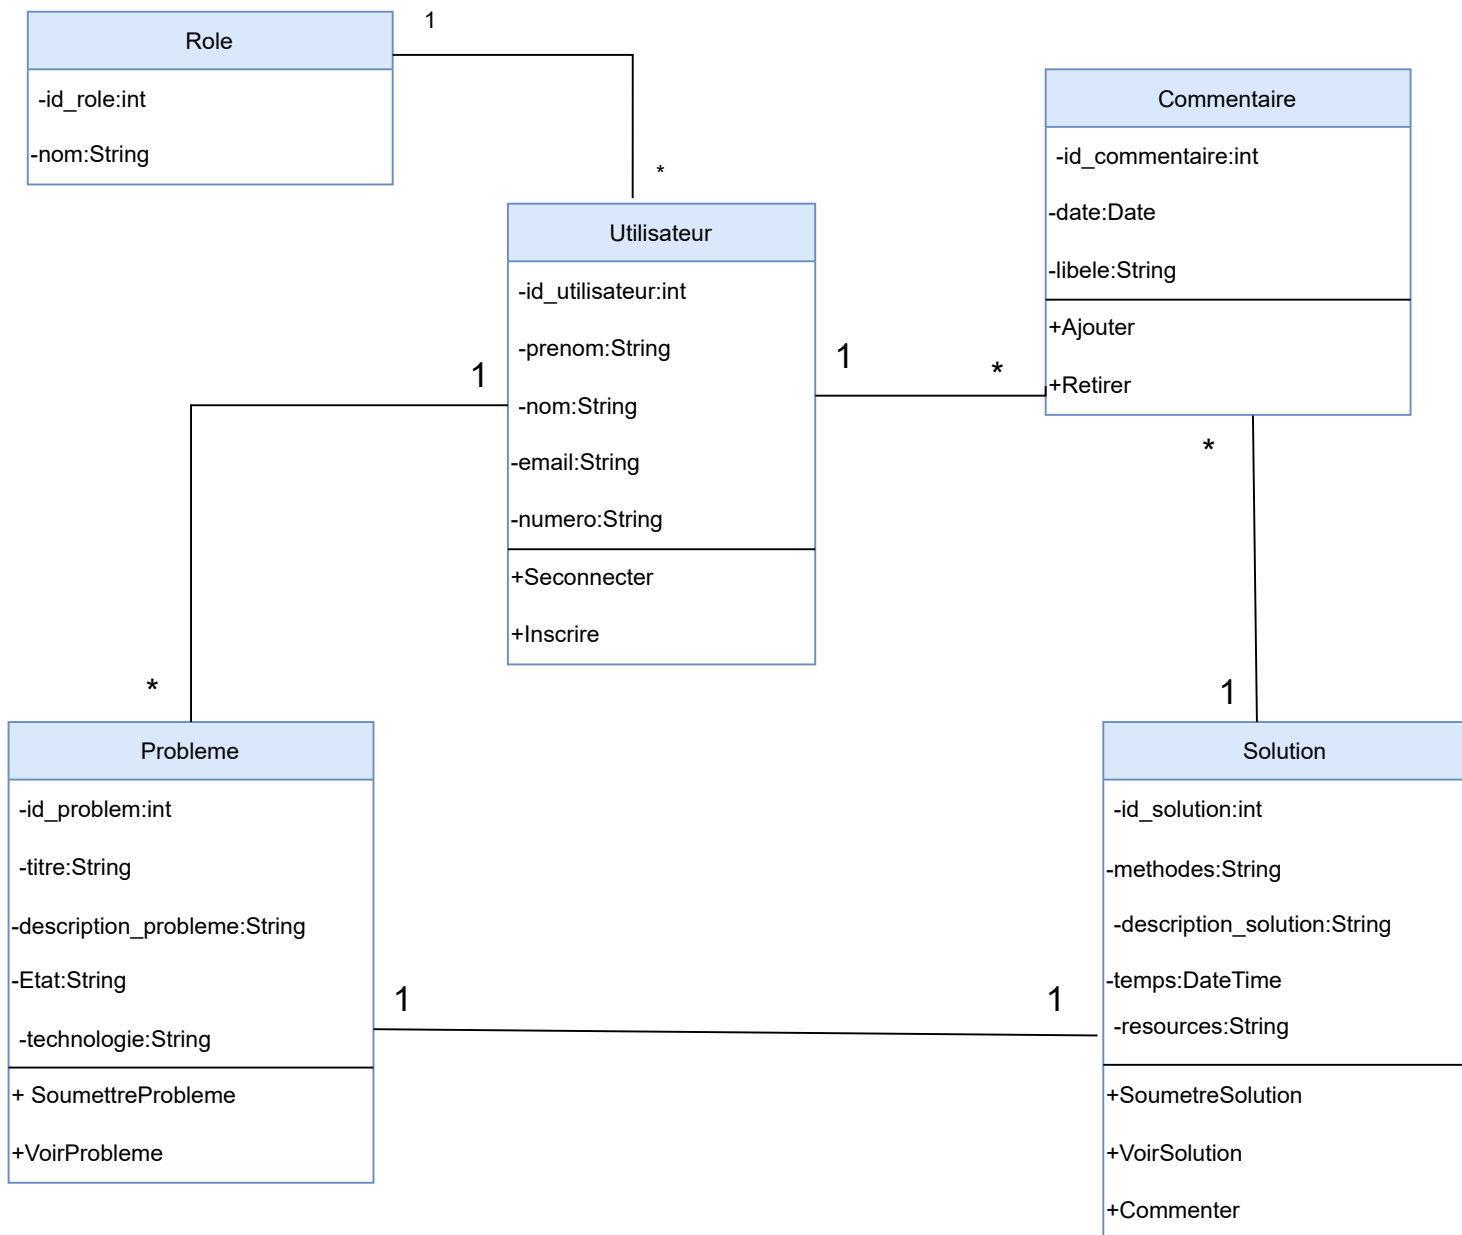 Role
-id_role:int
-nom:String
1
*
Utilisateur
-id_utilisateur:int
-prenom:String
-nom:String
-email:String
-numero:String
+Seconnecter
+Inscrire
1
*
Commentaire
-id_commentaire:int
-date:Date
-libele:String
+Ajouter
+Retirer
*
1
1
*
Probleme
-id_problem:int
-titre:String
-description_probleme:String
-Etat:String
-technologie:String
+ SoumettreProbleme
+VoirProbleme
1
1
Solution
-id_solution:int
-methodes:String
-description_solution:String
-temps:DateTime
-resources:String
+SoumetreSolution
+VoirSolution
+Commenter